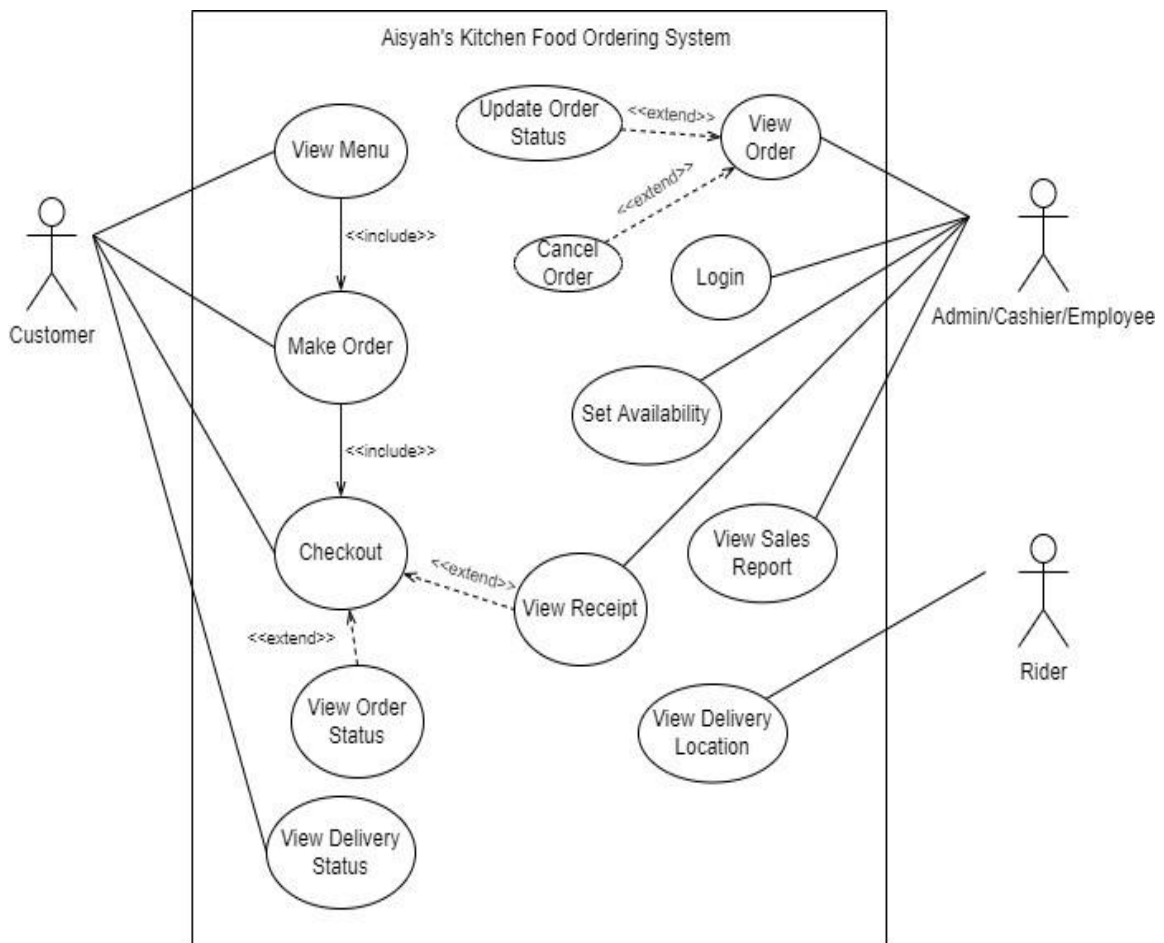 Aisyah's Kitchen Food Ordering System
View Menu
Update Order
Status
<<extend>>
View
Order
<<extend>>
<<include>>
Cancel
Order
Login
Customer
Admin/Cashier/Employee
Make Order
Set Availability
<<include>>
Checkout
<<extend>>
View Sales
Report
View Receipt
<<extend>>
Rider
View Order
Status
View Delivery
Location
View Delivery
Status